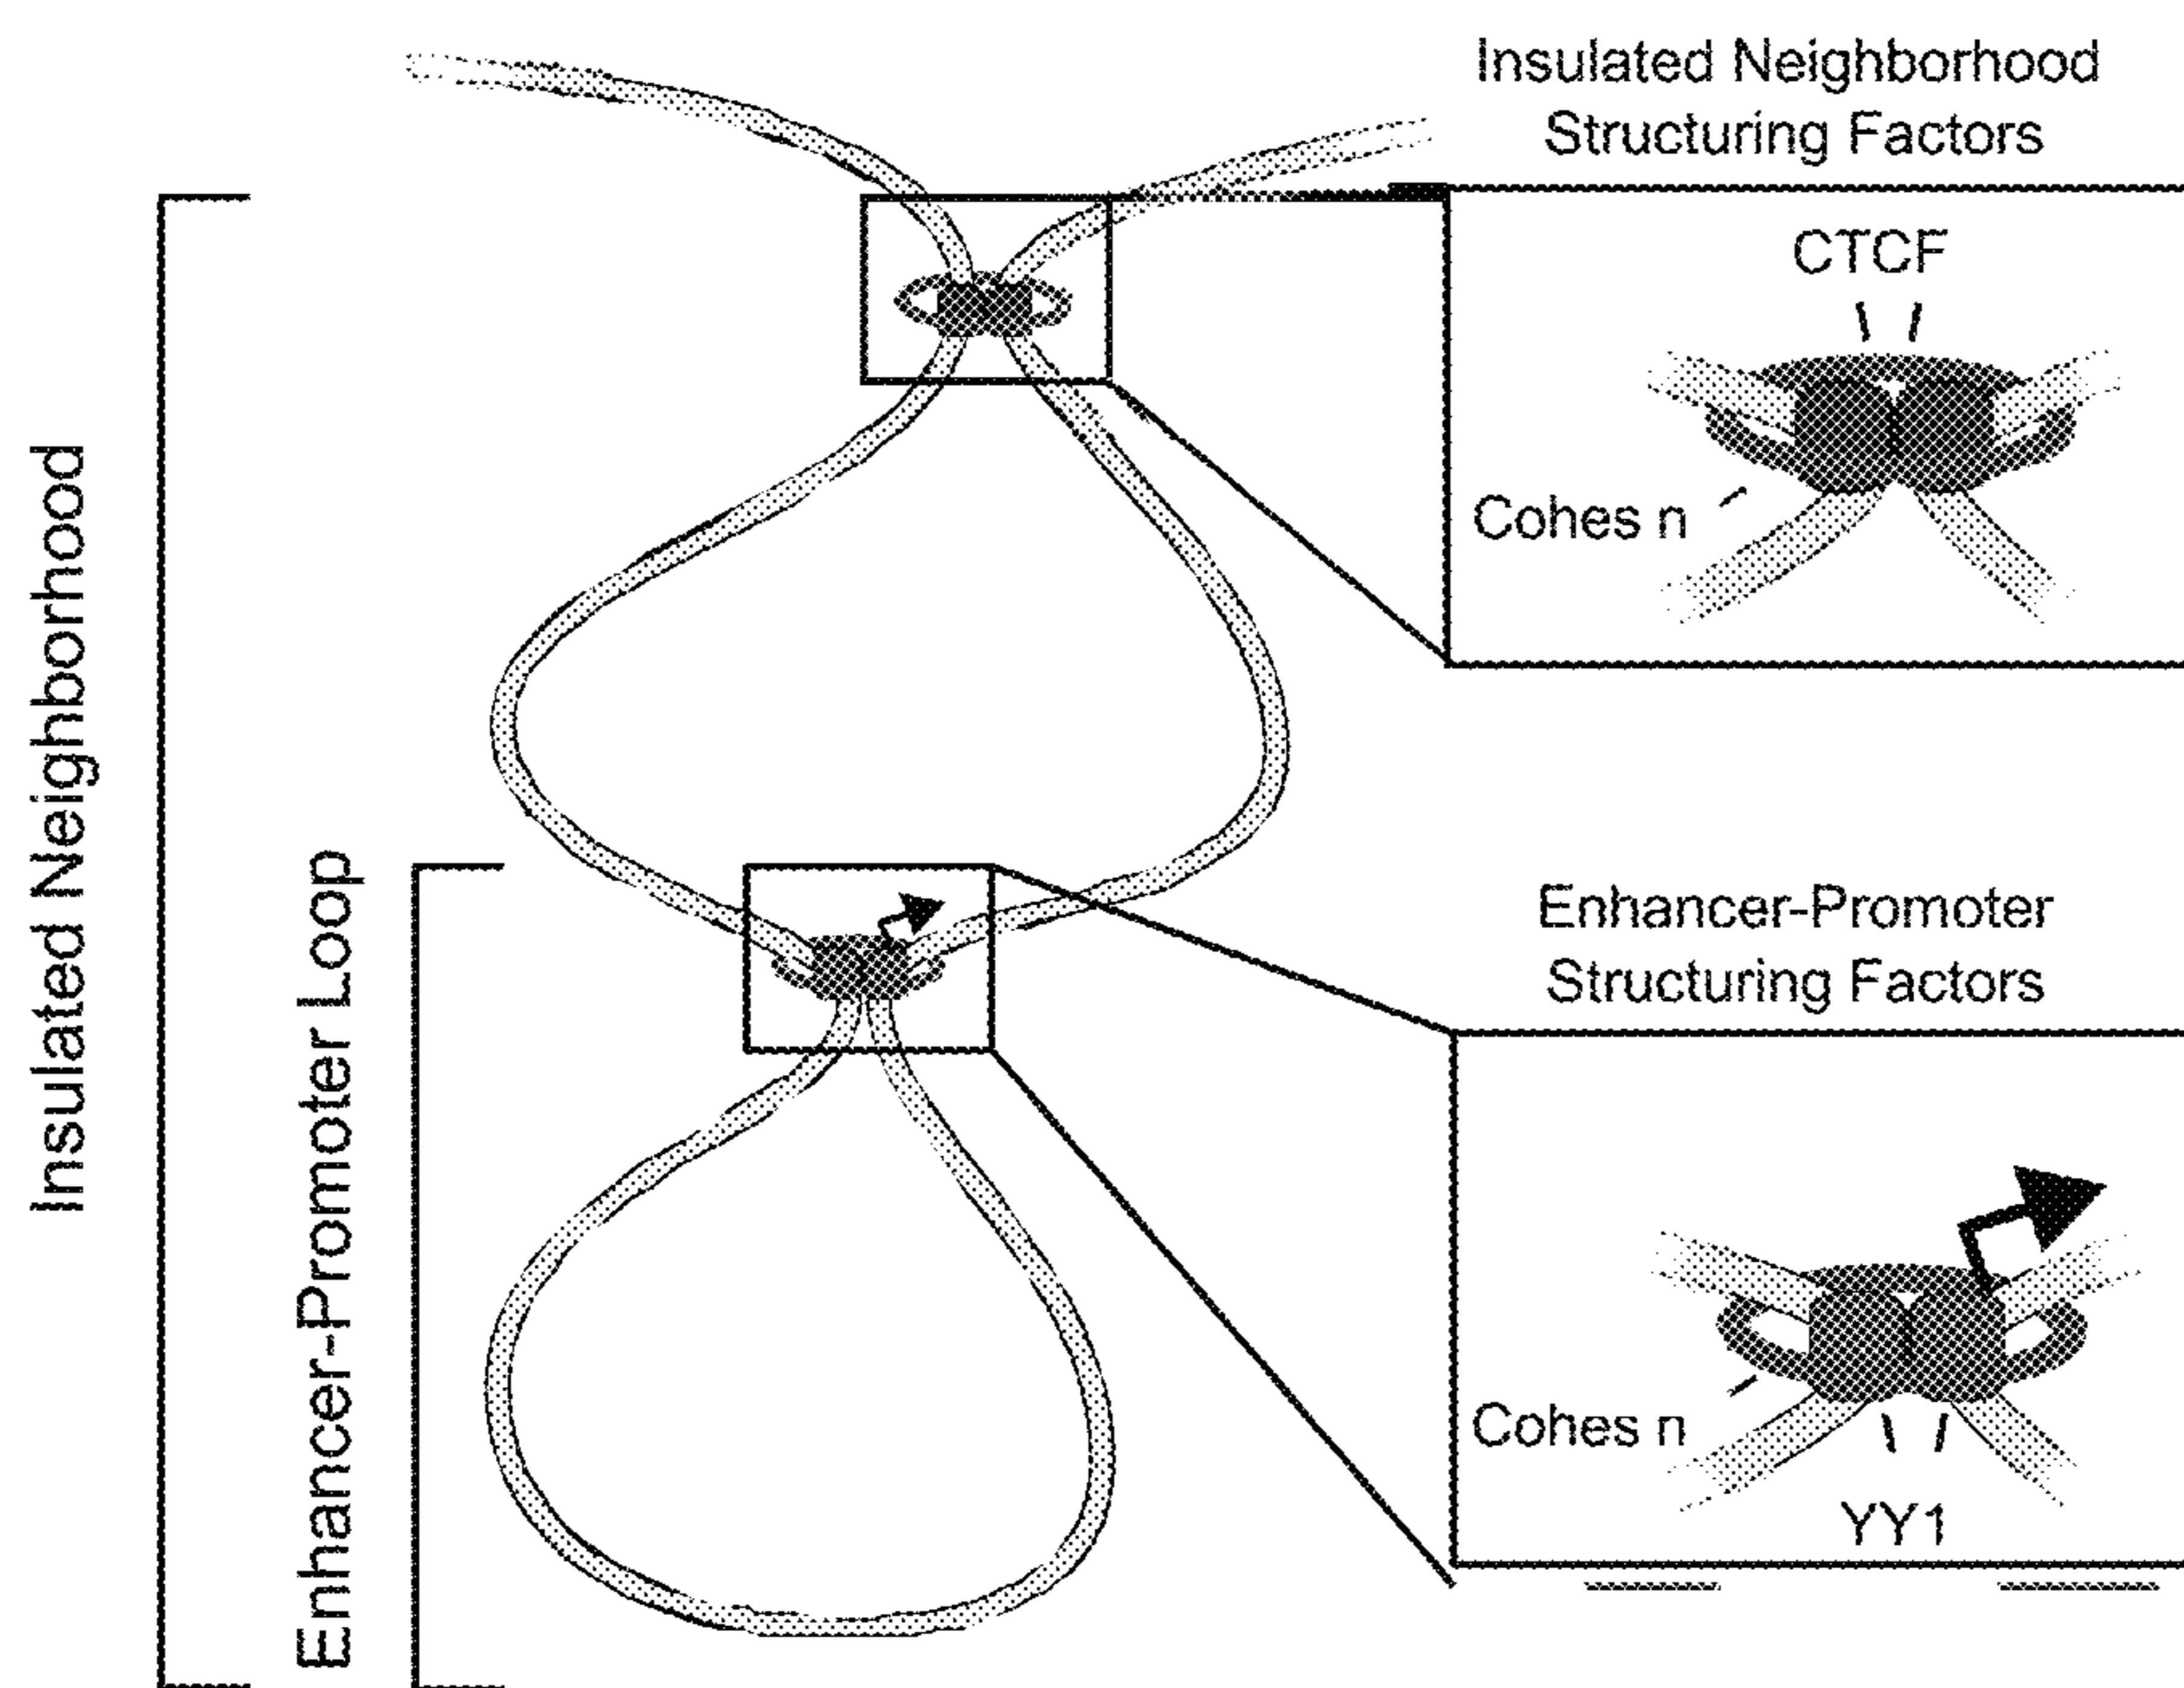 Insulated Neighborhood
Enhancer-Promoter Loop
Insulated Neighborhood
Structuring Factors
CTCF
Cohes n
Enhancer-Promoter
Structuring Factors
Cohes n
YY1